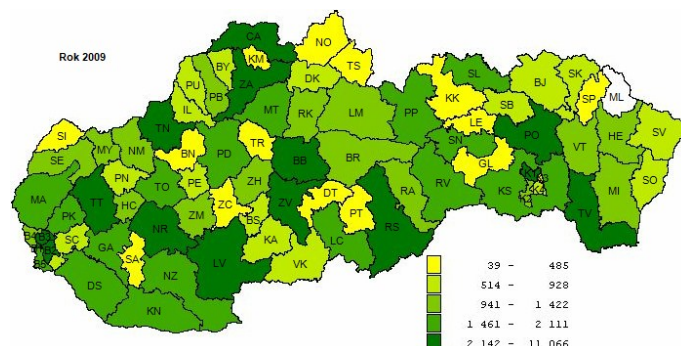 Rok 2009
CA
NO
KM
TS
BY
ZA
DK
SL
BJ
SK
SP
ML
PU
PB
KK
SB
IL
MT
RK
LM
PP
LE
PO
HE
SV
TN
SI
BN
PD
TR
BB
BR
SN
GL
VT
SE
MY
NM
PN
PE
ZH
RA
RV
KS
MI
SO
MA
TT
HC
TO
ZM
ZC
BS
ZV
DT
PT
RS
TV
PK
NR
KA
LC
SC
GA
SA
LV
VK
DS
NZ
KN
39 - 485
514 - 928
941 - 1 422
1 461 - 2 111
2 142 - 11 066